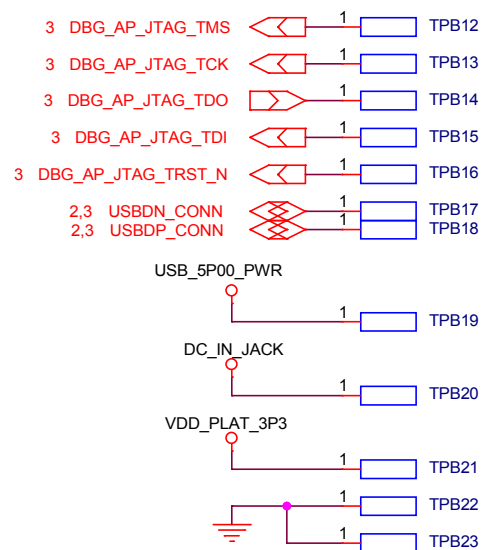 3 DBG_AP_JTAG_TMS 1 TPB12
3 DBG_AP_JTAG_TCK 1 TPB13
3 DBG_AP_JTAG_TDO 1 TPB14
3 DBG_AP_JTAG_TDI 1 TPB15
3 DBG_AP_JTAG_TRST_N 1 TPB16
2,3 USBDN_CONN 1 TPB17
2,3 USBDP_CONN 1 TPB18
USB_5P00_PWR
1 TPB19
DC_IN_JACK
1 TPB20
VDD_PLAT_3P3
1 TPB21
1 TPB22
1 TPB23